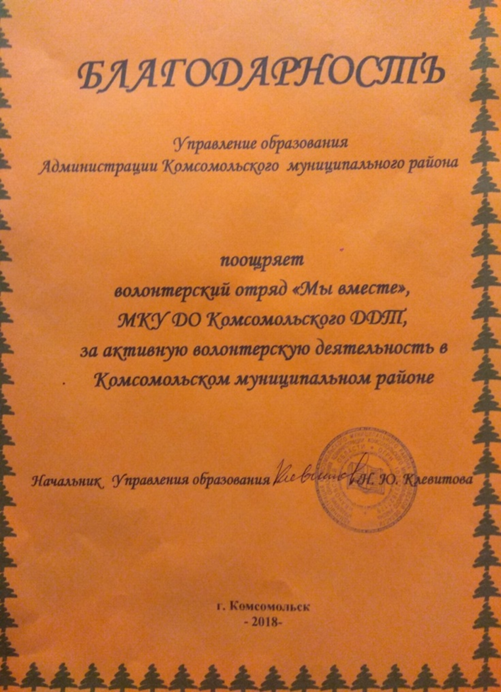 БЛАГОДАРНОСТЬ
Управление образования
Администрации Комсомольского муниципального района
поощряет
волонтерский отряд «Мы вместе»,
МКУ ДО Комсомольского ДДТ,
за активную волонтерскую деятельность в
Комсомольском муниципальном районе
Начальник Управления образования Н. Ю. Клевитова
г. Комсомольск
- 2018-